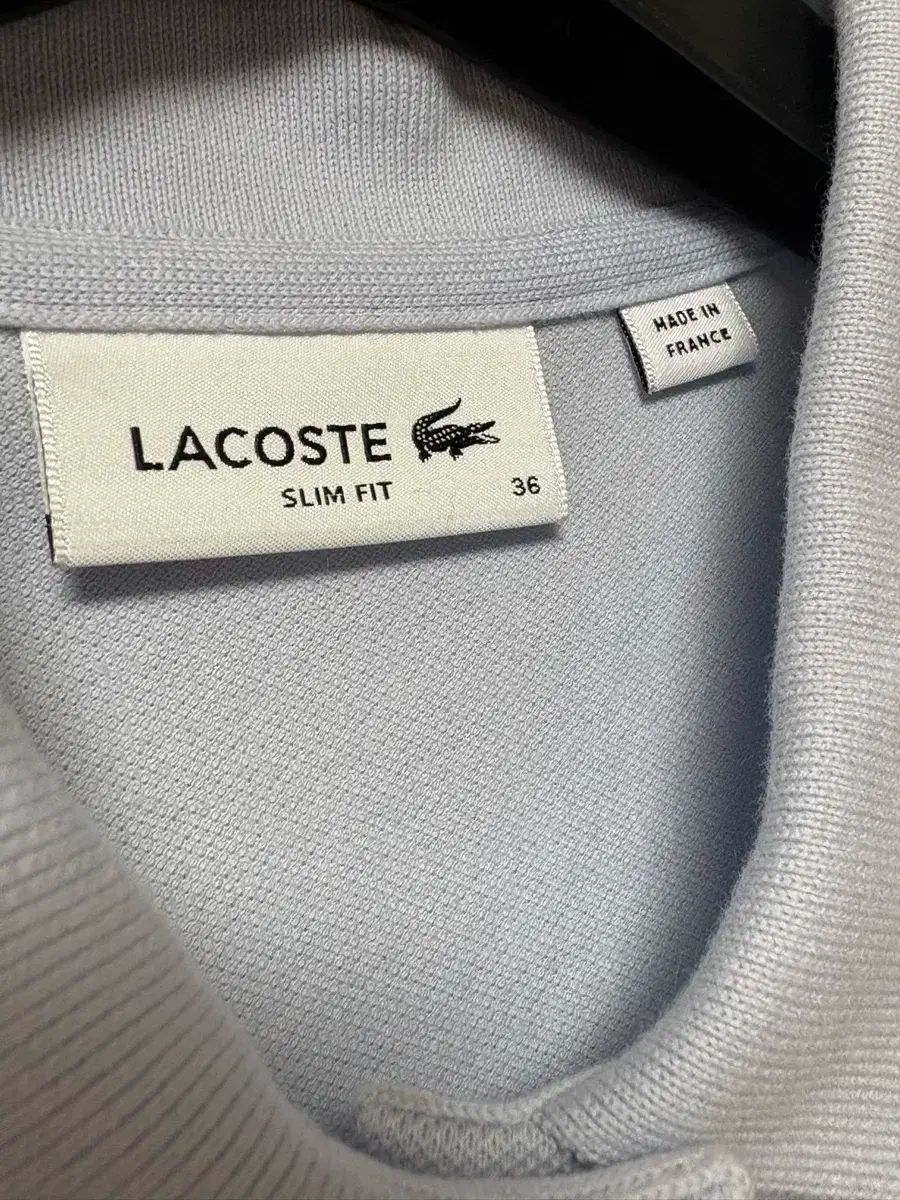 LACOSTE
SLIM FIT
36
MADE IN
FRANCE